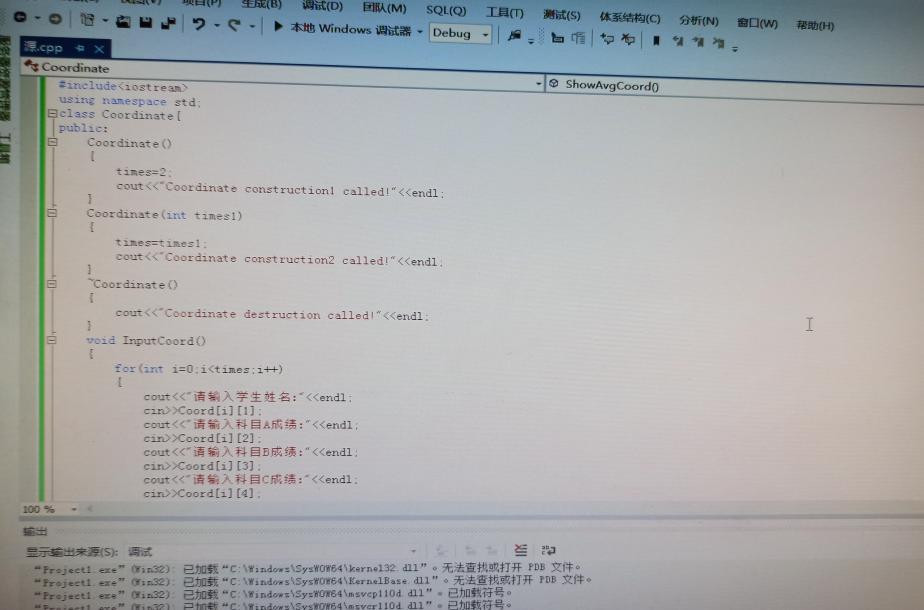 生成(B) 调试(D) 团队(M) SQL(Q) 工具(T) 测试(S) 体系结构(C) 分析(N) 窗口(W) 帮助(H)
本地 Windows 调试器 Debug
源.cpp
Coordinate ShowAvgCoord()
#include<iostream>
using namespace std;
class Coordinate{
public:
Coordinate()
{
times=2;
cout<<"Coordinate construction1 called!"<<endl;
}
Coordinate(int times1)
{
times=times1;
cout<<"Coordinate construction2 called!"<<endl;
}
~Coordinate()
{
cout<<"Coordinate destruction called!"<<endl;
}
void InputCoord()
{
for(int i=0;i<times;i++)
{
cout<<"请输入学生姓名:"<<endl;
cin>>Coord[i][1];
cout<<"请输入科目A成绩:"<<endl;
cin>>Coord[i][2];
cout<<"请输入科目B成绩:"<<endl;
cin>>Coord[i][3];
cout<<"请输入科目C成绩:"<<endl;
cin>>Coord[i][4];
100 %
输出
显示输出来源(S): 调试
"Project1.exe"(Win32): 已加载"C:\Windows\SysWOW64\kernel32.dll"。无法查找或打开 PDB 文件。
"Project1.exe"(Win32): 已加载"C:\Windows\SysWOW64\KernelBase.dll"。无法查找或打开 PDB 文件。
"Project1.exe"(Win32): 已加载"C:\Windows\SysWOW64\msvcp110d.dll"。已加载符号。
"Project1.exe"(Win32): 已加载"C:\Windows\SysWOW64\msvcr110d.dll"。已加载符号。